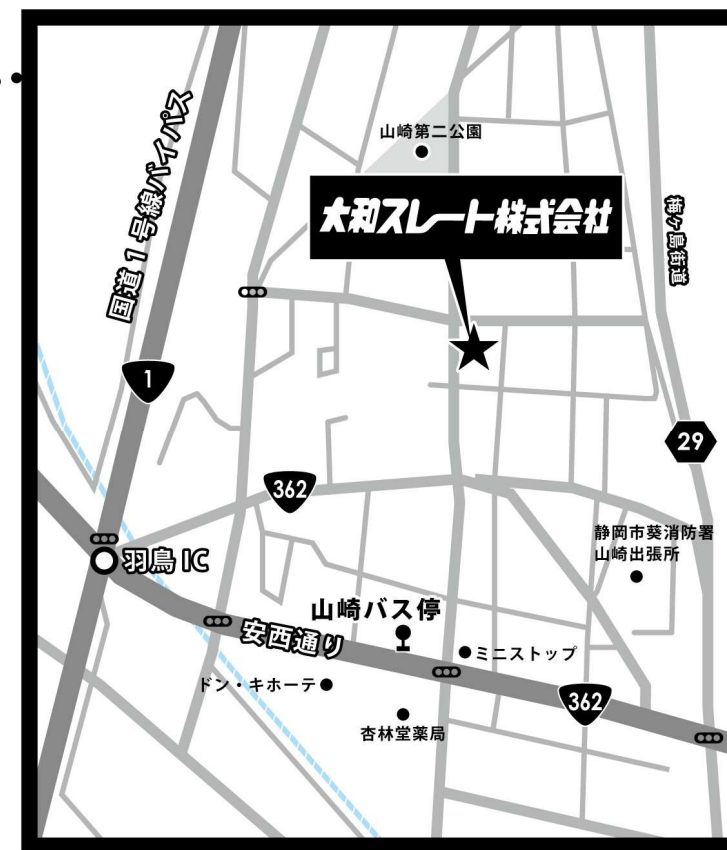 山崎第二公園
大和スレート株式会社
国道1号線バイパス
梅ヶ島街道
1
29
362
静岡市葵消防署
山崎出張所
羽鳥IC
山崎バス停
安西通り
ミニストップ
ドン・キホーテ
362
杏林堂薬局